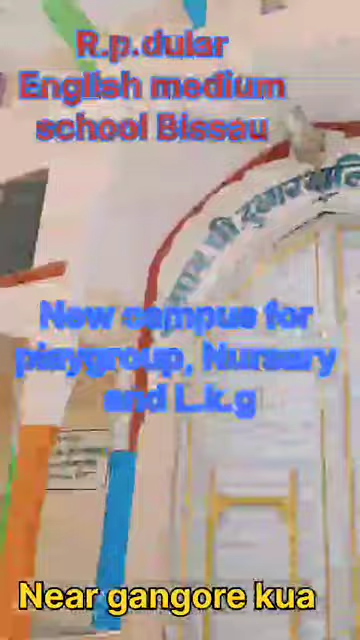 R.p.dular
English medium
school Bissau
New campus for
playgroup, Nursery
and L.k.g
Near gangore kua